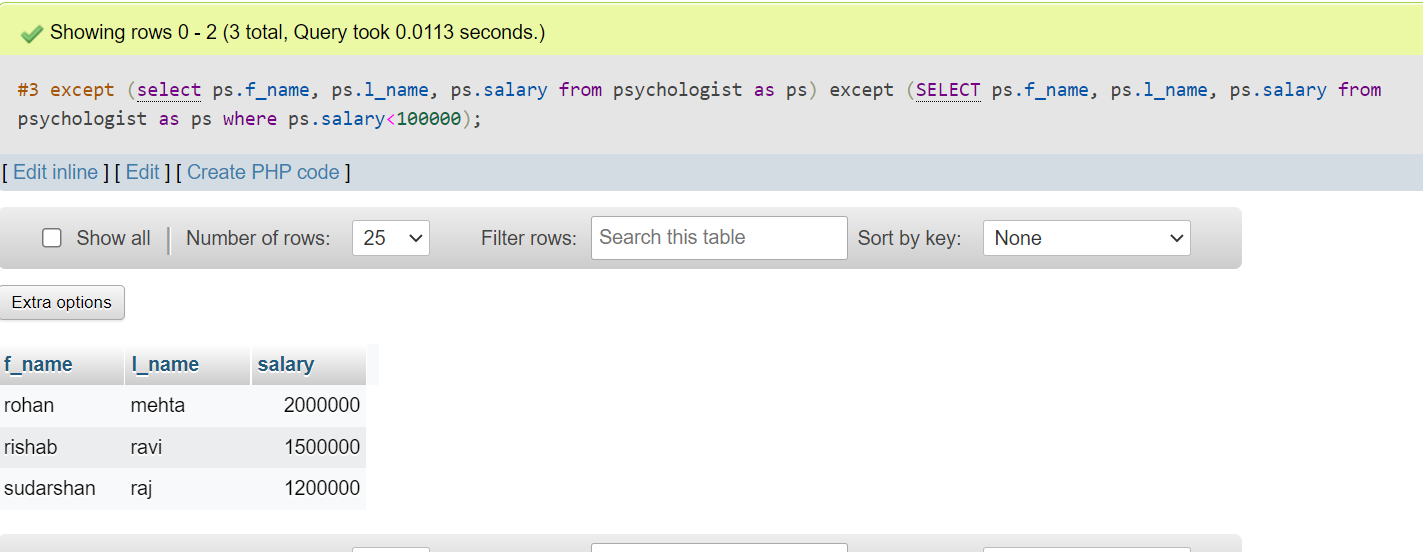 Showing rows 0 - 2 (3 total, Query took 0.0113 seconds.)
#3 except (select ps.f_name, ps.l_name, ps.salary from psychologist as ps) except (SELECT ps.f_name, ps.l_name, ps.salary from
psychologist as ps where ps.salary<100000);
[ Edit inline ] [ Edit ] [ Create PHP code ]
Show all | Number of rows: 25 Filter rows: Search this table Sort by key: None
Extra options
f_name l_name salary
rohan mehta 2000000
rishab ravi 1500000
sudarshan raj 1200000